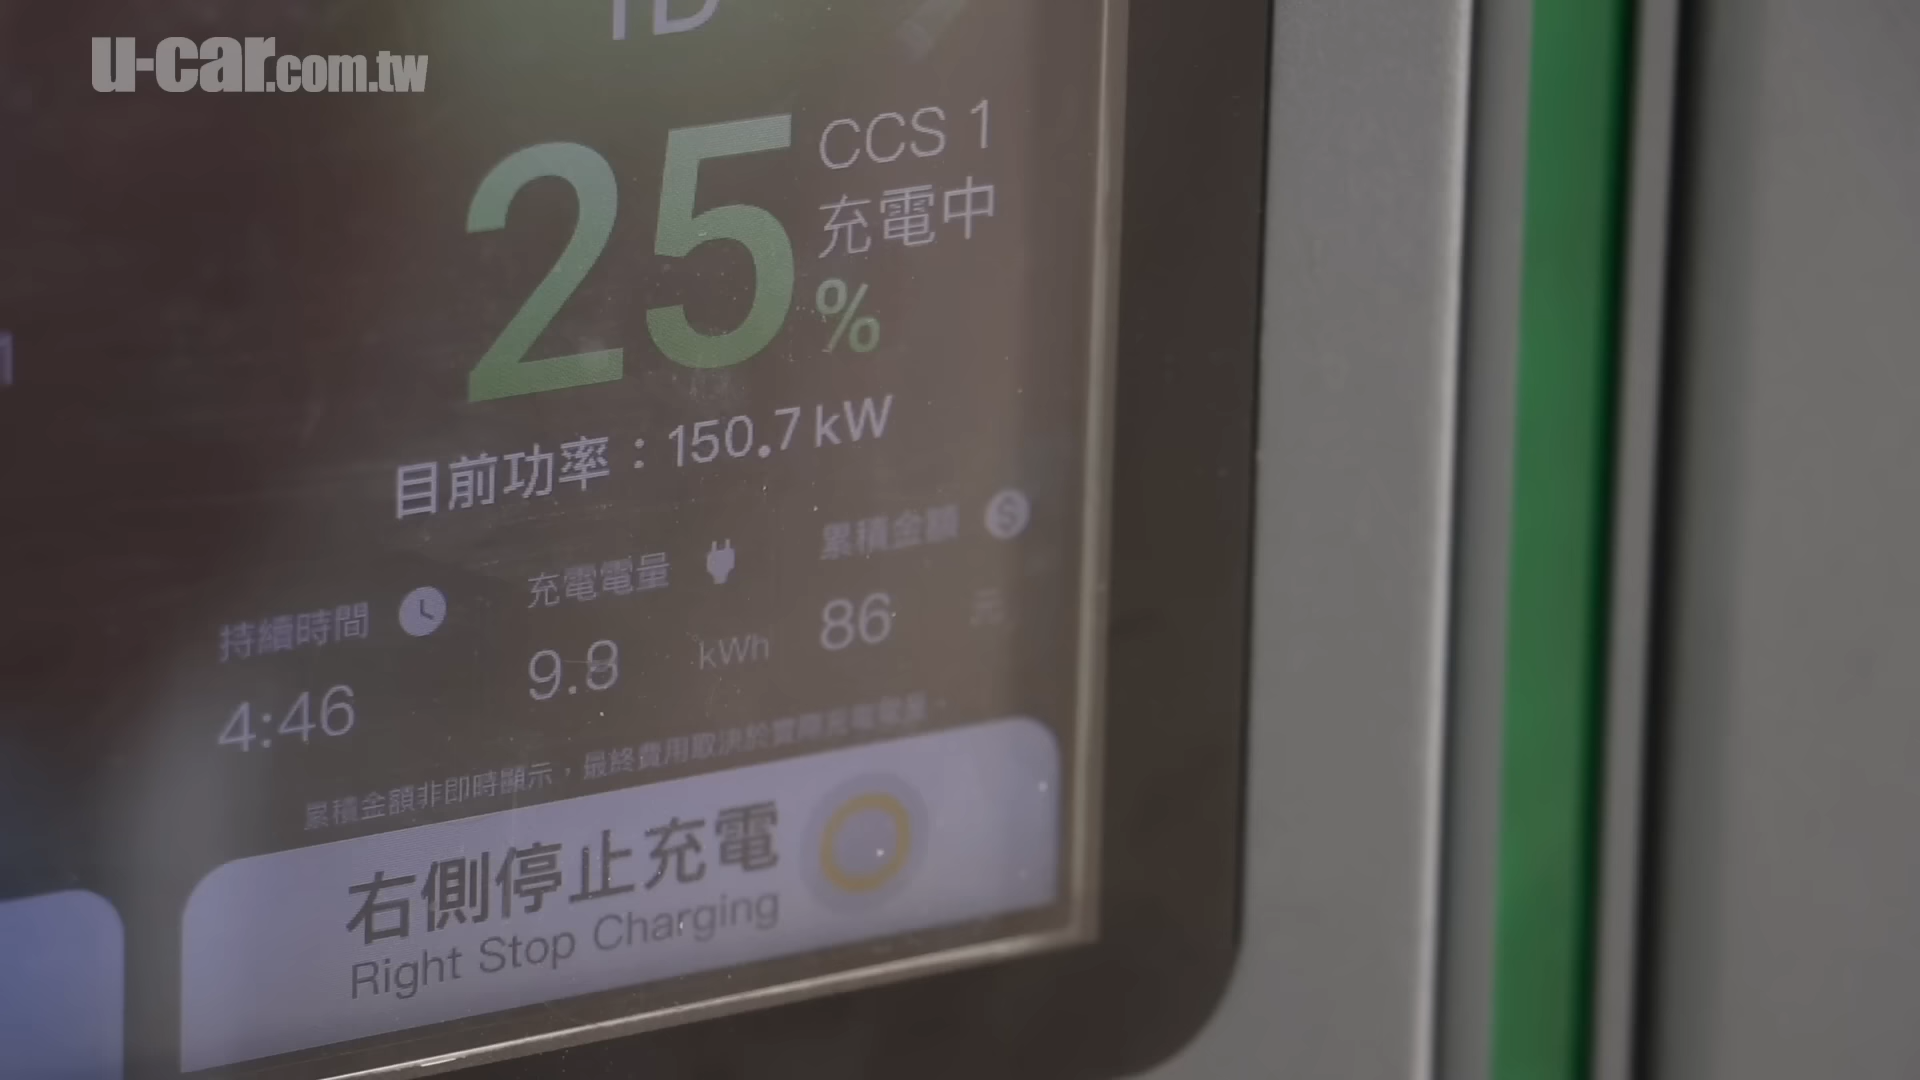 u-car.com.tw
25
CCS 1
充電中
%
目前功率：150.7 kW
持續時間
充電電量
累積金額
4:46
9.8 kWh
86 元
累積金額非即時顯示，最終費用取決於實際充電電量。
右側停止充電
Right Stop Charging